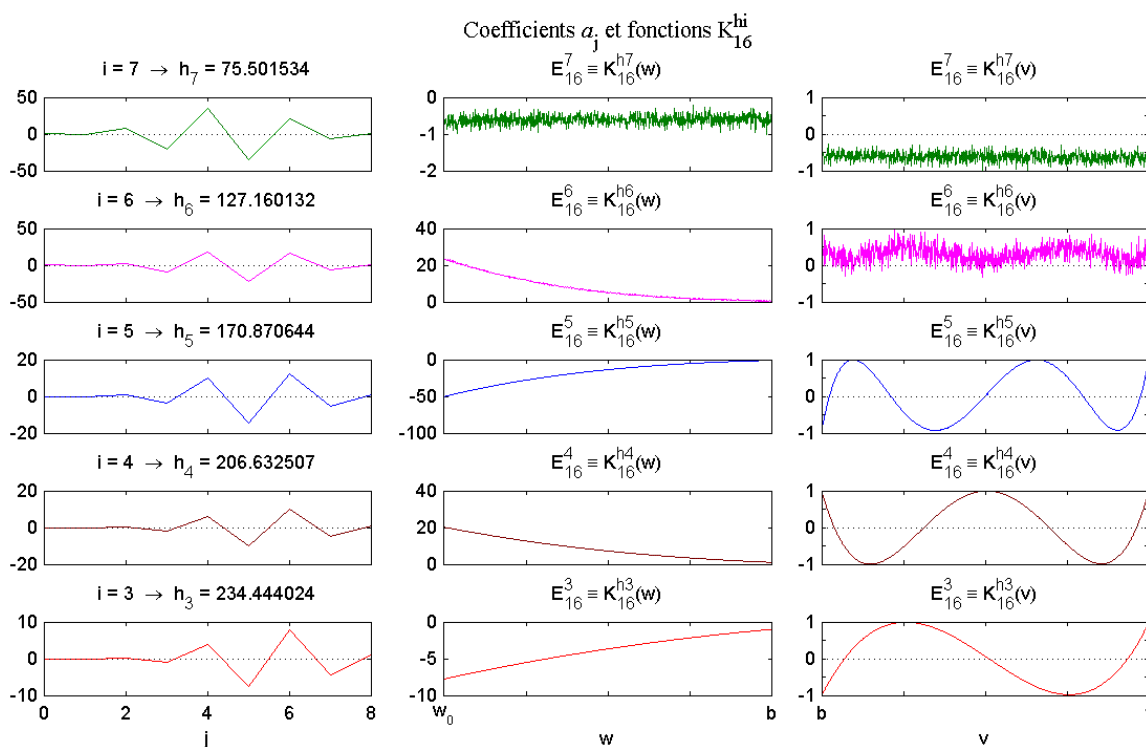 Coefficients a_j et fonctions K_16^hi
i = 7 → h_7 = 75.501534
E_16^7 ≡ K_16^h7(w)
E_16^7 ≡ K_16^h7(v)
50
0
-50
0
-1
-2
1
0
-1
i = 6 → h_6 = 127.160132
E_16^6 ≡ K_16^h6(w)
E_16^6 ≡ K_16^h6(v)
50
0
-50
40
20
0
1
0
-1
i = 5 → h_5 = 170.870644
E_16^5 ≡ K_16^h5(w)
E_16^5 ≡ K_16^h5(v)
20
0
-20
0
-50
-100
1
0
-1
i = 4 → h_4 = 206.632507
E_16^4 ≡ K_16^h4(w)
E_16^4 ≡ K_16^h4(v)
20
0
-20
40
20
0
1
0
-1
i = 3 → h_3 = 234.444024
E_16^3 ≡ K_16^h3(w)
E_16^3 ≡ K_16^h3(v)
10
0
-10
0
-5
-10
1
0
-1
0 2 4 6 8
w_0 b
b
j
w
v